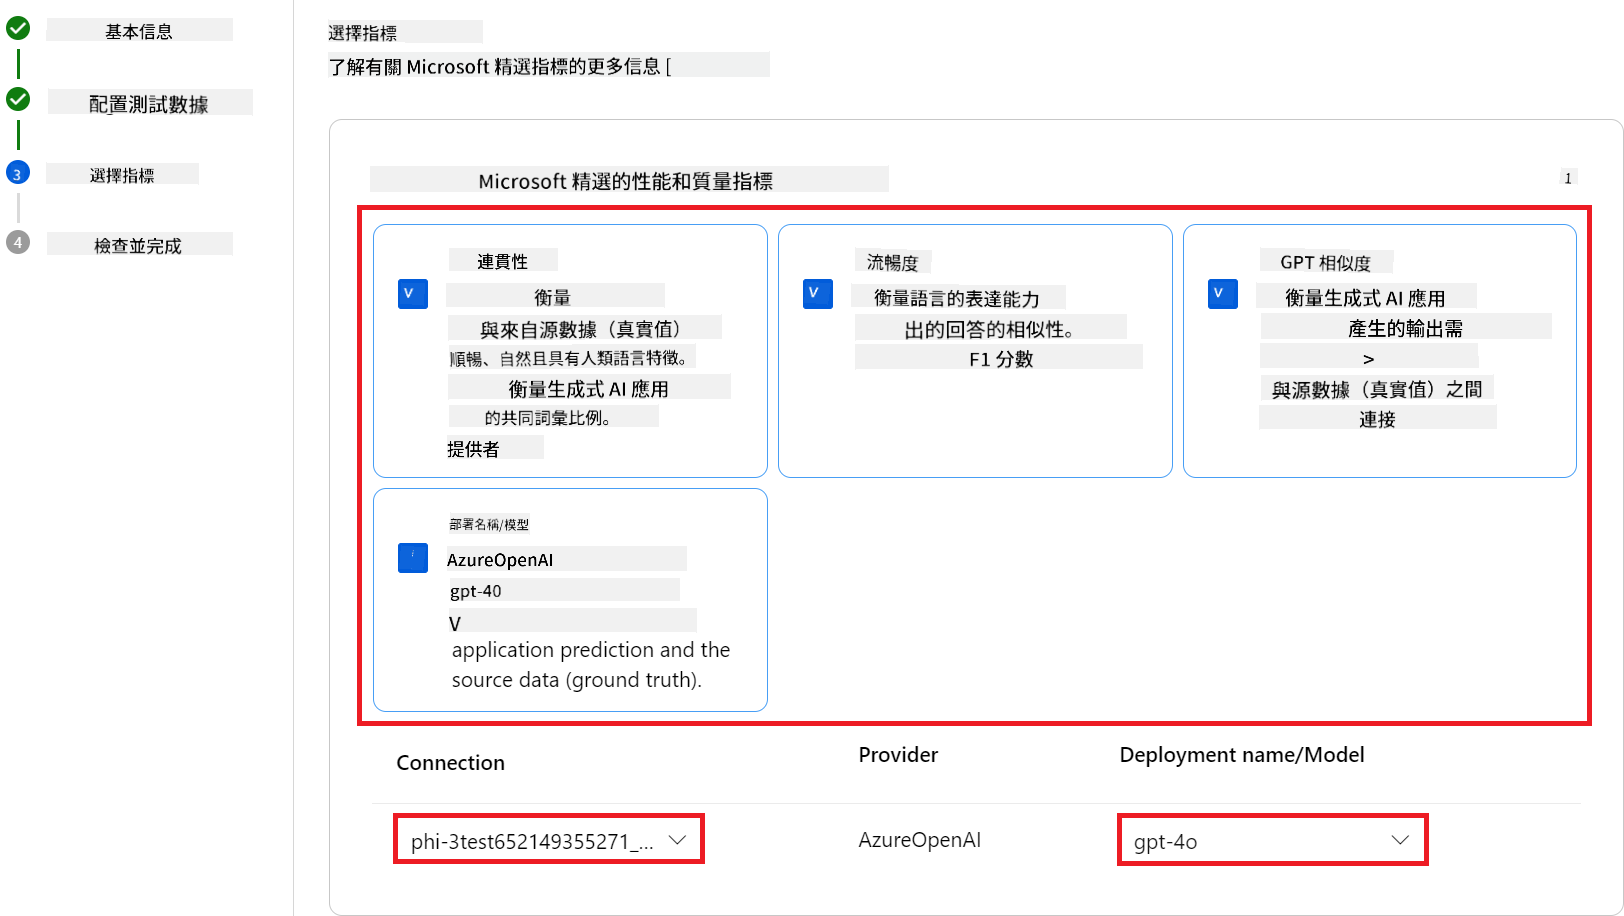 基本信息
配置測試數據
3
選擇指標
4
檢查並完成
選擇指標
了解有關 Microsoft 精選指標的更多信息 [
Microsoft 精選的性能和質量指標
1
連貫性
V
衡量
與來自源數據（真實值）
順暢、自然且具有人類語言特徵。
衡量生成式 AI 應用
的共同詞彙比例。
提供者
流暢度
V
衡量語言的表達能力
出的回答的相似性。
F1 分數
GPT 相似度
V
衡量生成式 AI 應用
產生的輸出需
>
與源數據（真實值）之間
連接
部署名稱/模型
i
AzureOpenAI
gpt-40
V
application prediction and the
source data (ground truth).
Connection
Provider
Deployment name/Model
phi-3test652149355271_...
AzureOpenAI
gpt-4o